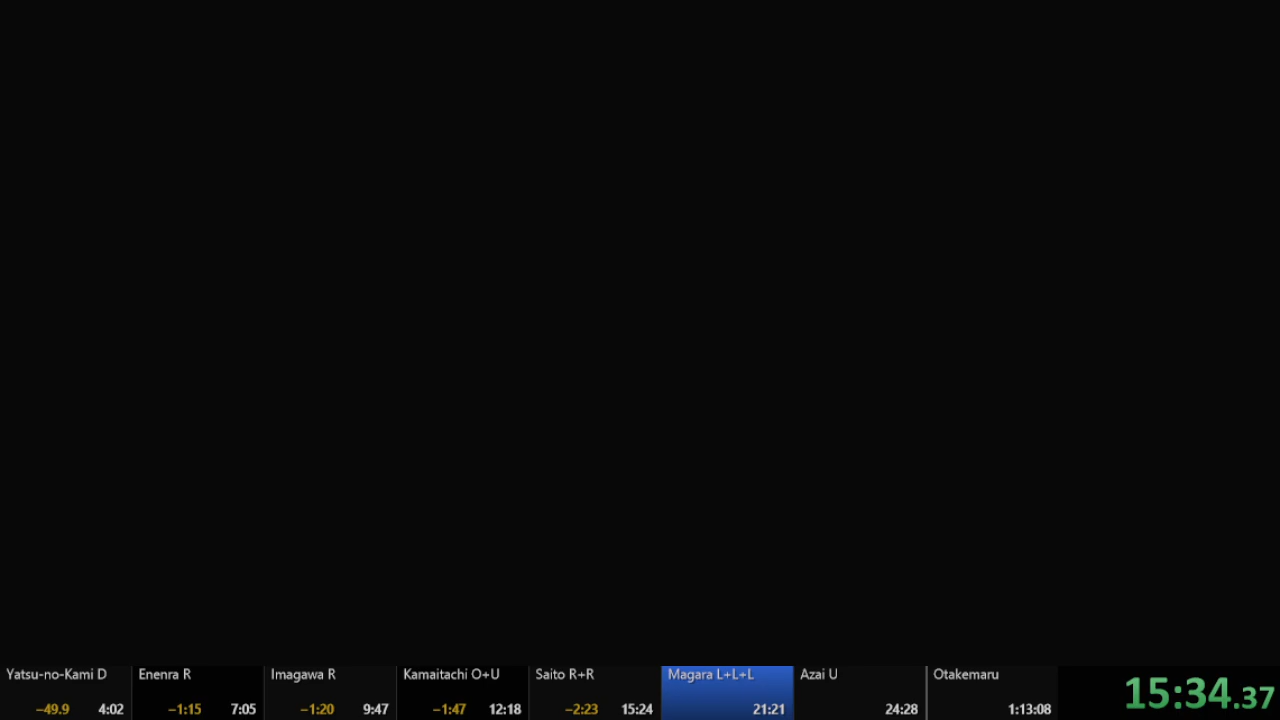 Yatsu-no-Kami D Enenra R Imagawa R Kamaitachi O+U Saito R+R Magara L+L+L Azai U Otakemaru
−49.9 4:02 −1:15 7:05 −1:20 9:47 −1:47 12:18 −2:23 15:24 21:21 24:28 1:13:08
15:34.37